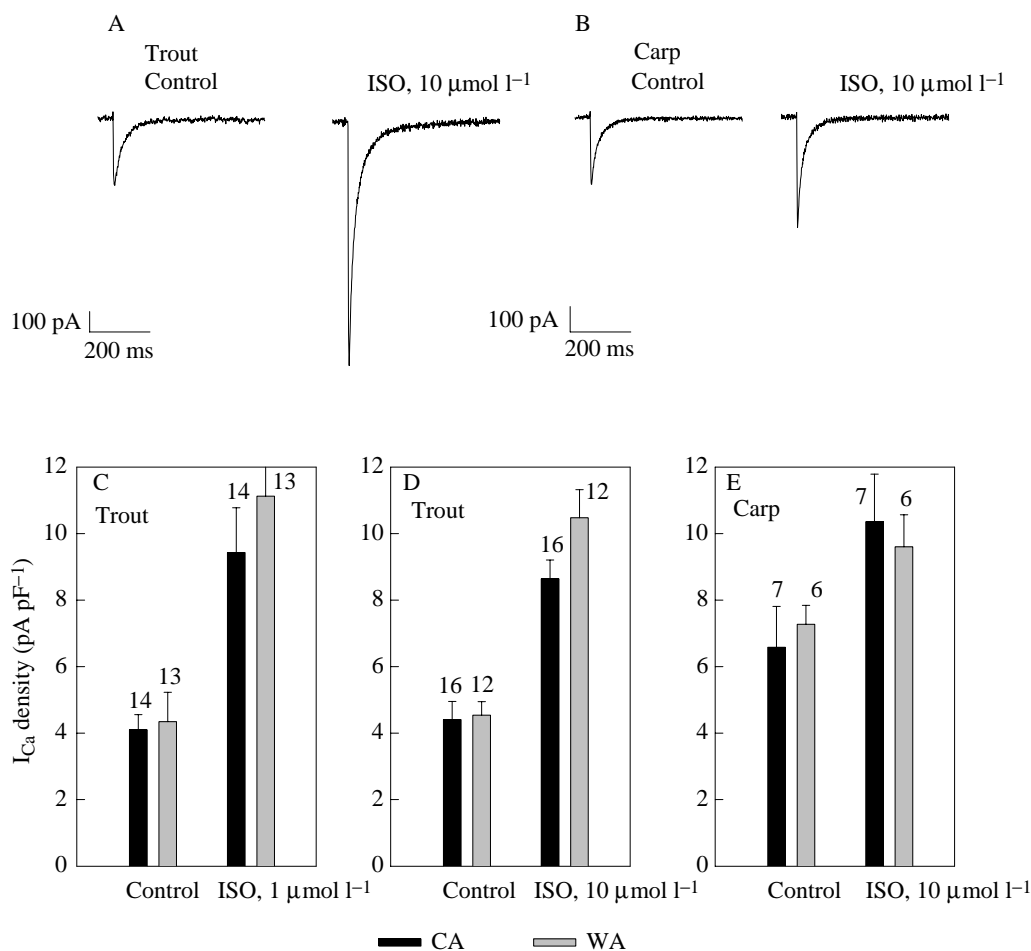 A
Trout
Control
ISO, 10 μmol l⁻¹
100 pA
200 ms
B
Carp
Control
ISO, 10 μmol l⁻¹
100 pA
200 ms
I_Ca density (pA pF⁻¹)
12
10
8
6
4
2
0
C
Trout
14
13
14
13
Control
ISO, 1 μmol l⁻¹
12
10
8
6
4
2
0
D
Trout
16
12
16
12
Control
ISO, 10 μmol l⁻¹
12
10
8
6
4
2
0
E
Carp
7
6
7
6
Control
ISO, 10 μmol l⁻¹
CA
WA